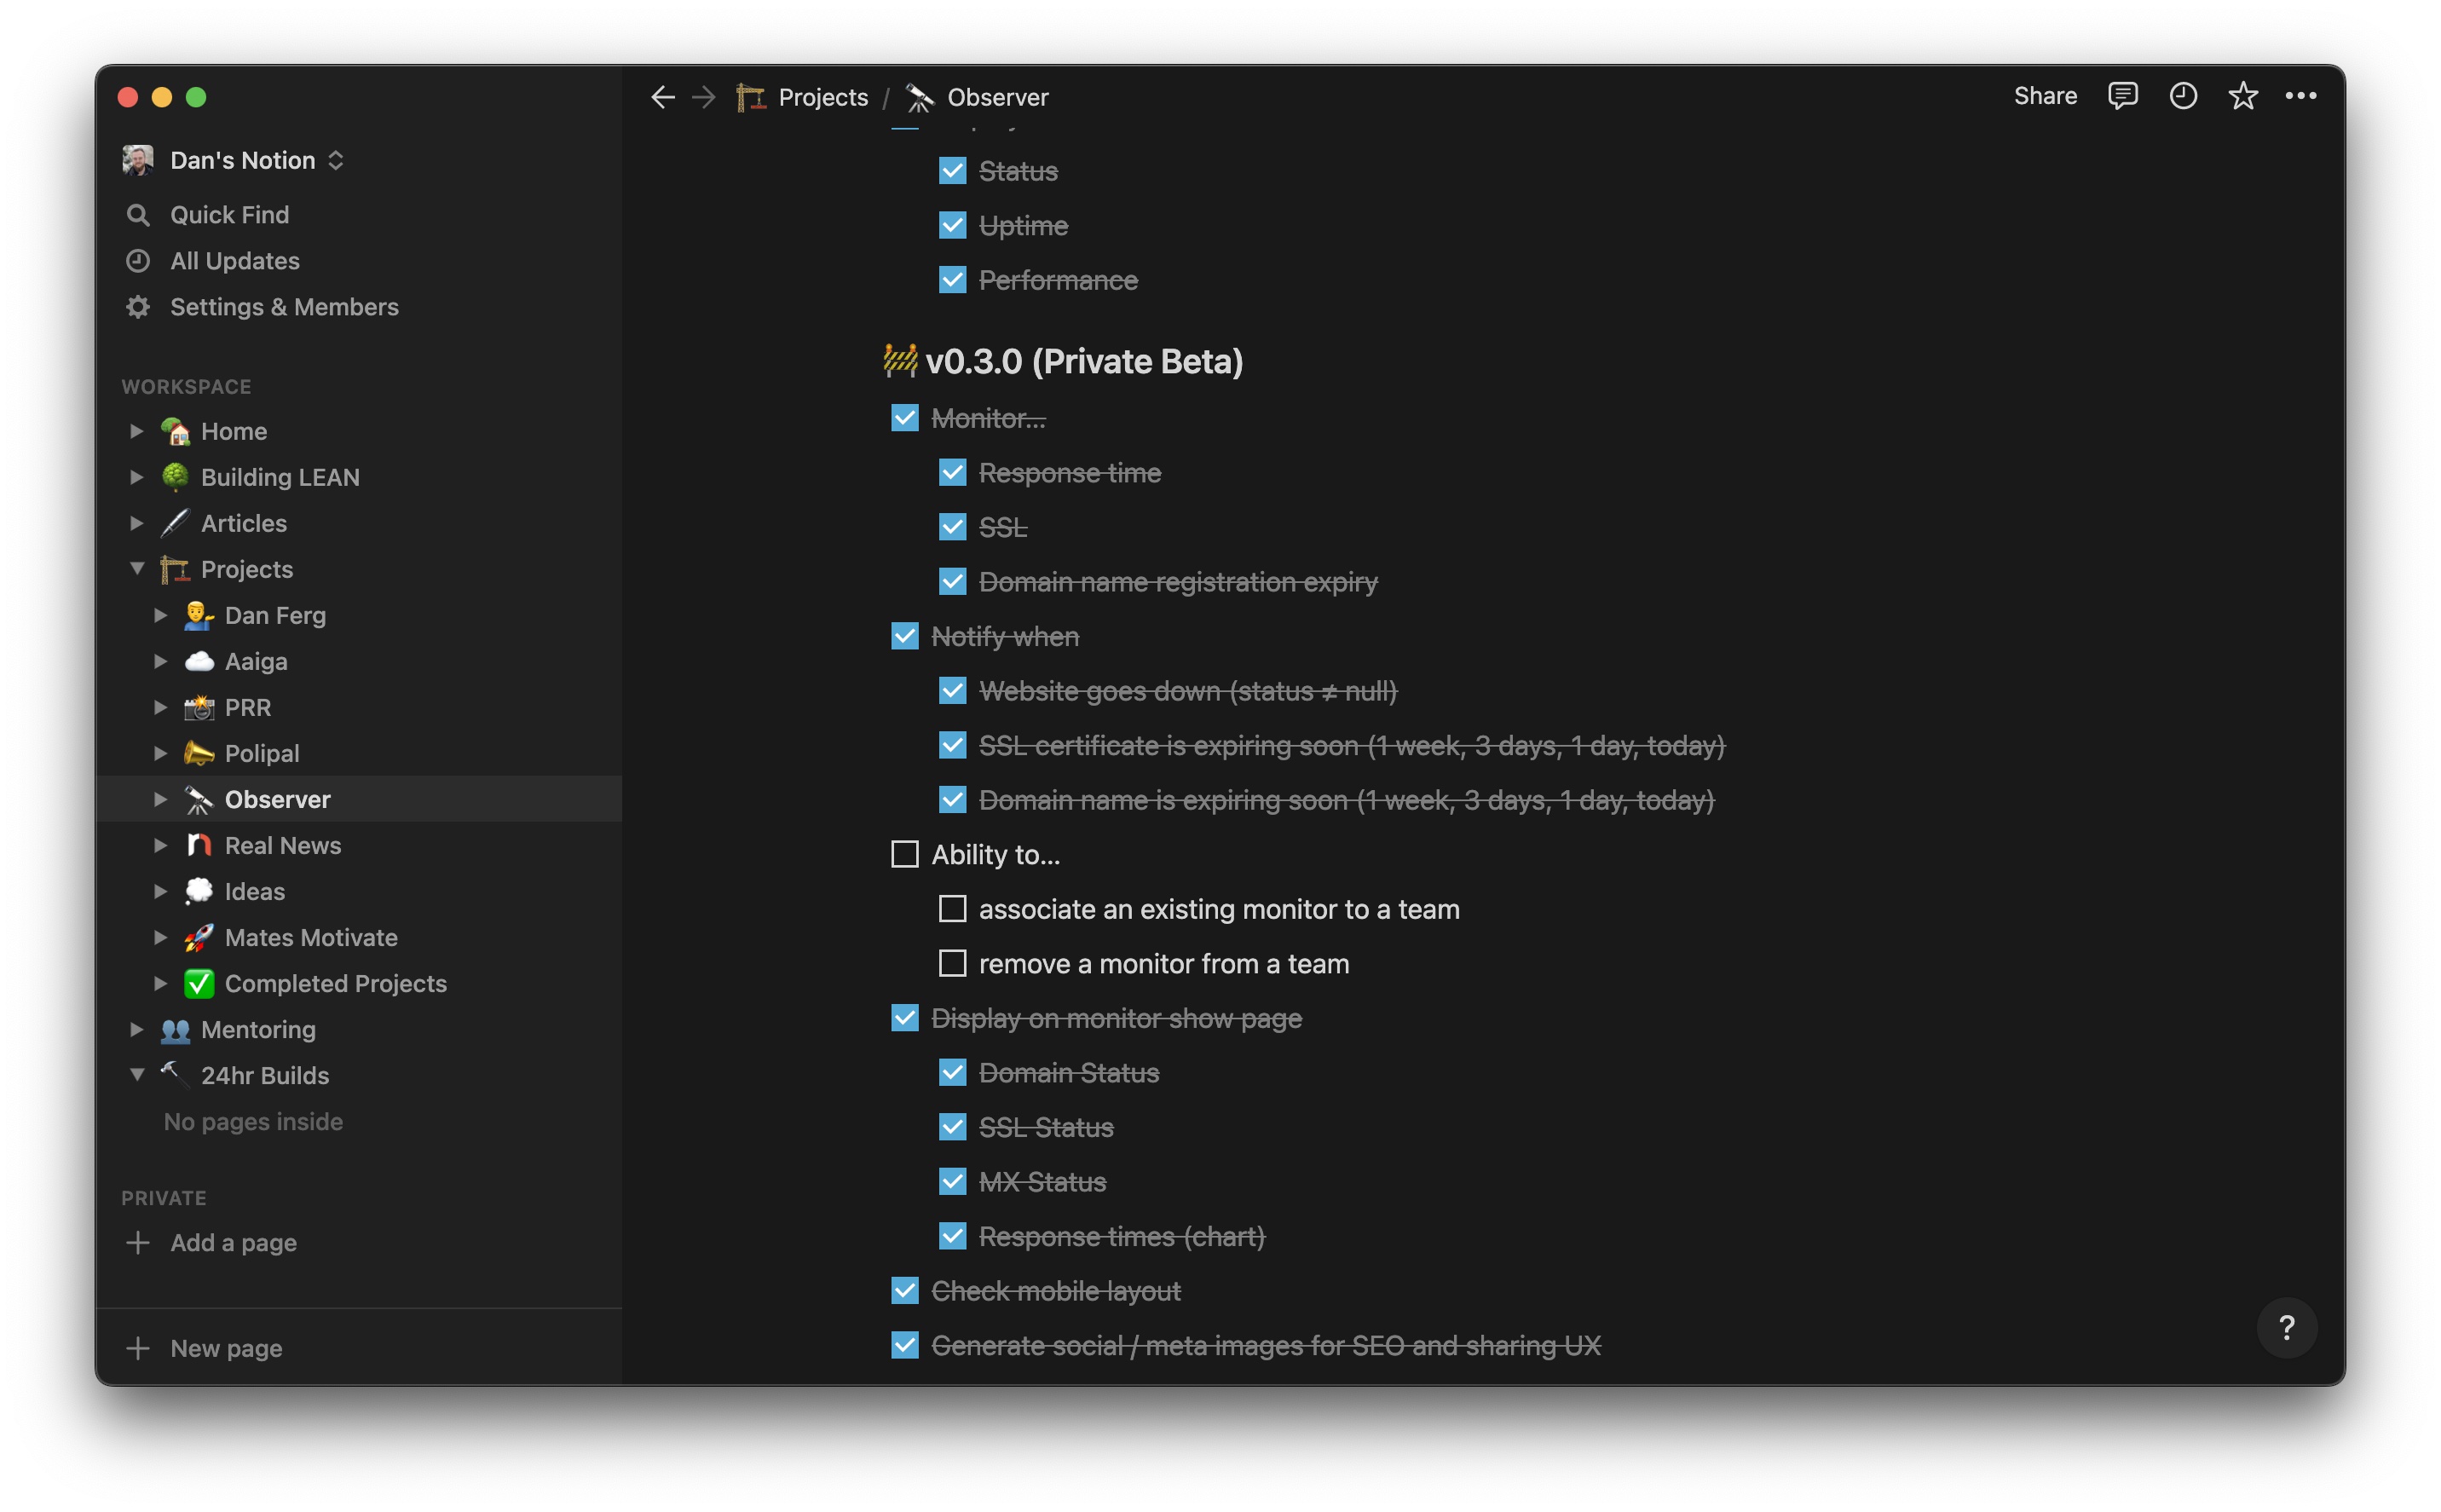 Dan's Notion
Quick Find
All Updates
Settings & Members
WORKSPACE
Home
Building LEAN
Articles
Projects
Dan Ferg
Aaiga
PRR
Polipal
Observer
Real News
Ideas
Mates Motivate
Completed Projects
Mentoring
24hr Builds
No pages inside
PRIVATE
Add a page
New page
Projects / Observer
Share
Status
Uptime
Performance
v0.3.0 (Private Beta)
Monitor...
Response time
SSL
Domain name registration expiry
Notify when
Website goes down (status ≠ null)
SSL certificate is expiring soon (1 week, 3 days, 1 day, today)
Domain name is expiring soon (1 week, 3 days, 1 day, today)
Ability to...
associate an existing monitor to a team
remove a monitor from a team
Display on monitor show page
Domain Status
SSL Status
MX Status
Response times (chart)
Check mobile layout
Generate social / meta images for SEO and sharing UX
?